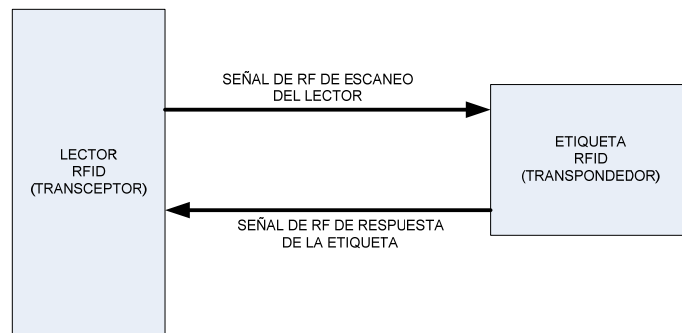 SEÑAL DE RF DE ESCANEO
DEL LECTOR
LECTOR
RFID
(TRANSCEPTOR)
ETIQUETA
RFID
(TRANSPONDEDOR)
SEÑAL DE RF DE RESPUESTA
DE LA ETIQUETA